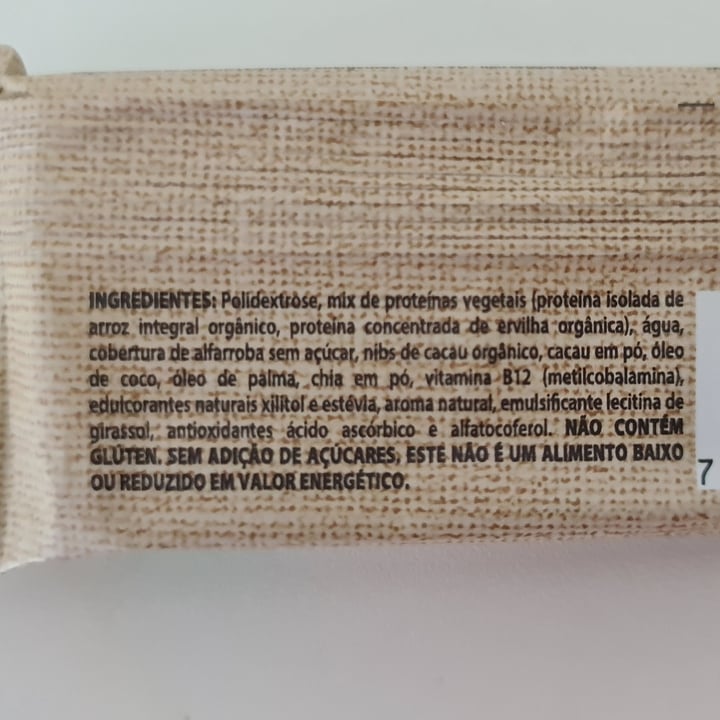 INGREDIENTES: Polidextrose, mix de proteínas vegetais (proteína isolada de
arroz integral orgânico, proteína concentrada de ervilha orgânica), água,
cobertura de alfarroba sem açúcar, nibs de cacau orgânico, cacau em pó, óleo
de coco, óleo de palma, chia em pó, vitamina B12 (metilcobalamina),
edulcorantes naturais xilitol e estévia, aroma natural, emulsificante lecitina de
girassol, antioxidantes ácido ascórbico e alfatocoferol. NÃO CONTÉM
GLÚTEN. SEM ADIÇÃO DE AÇÚCARES, ESTE NÃO É UM ALIMENTO BAIXO
OU REDUZIDO EM VALOR ENERGÉTICO.
7